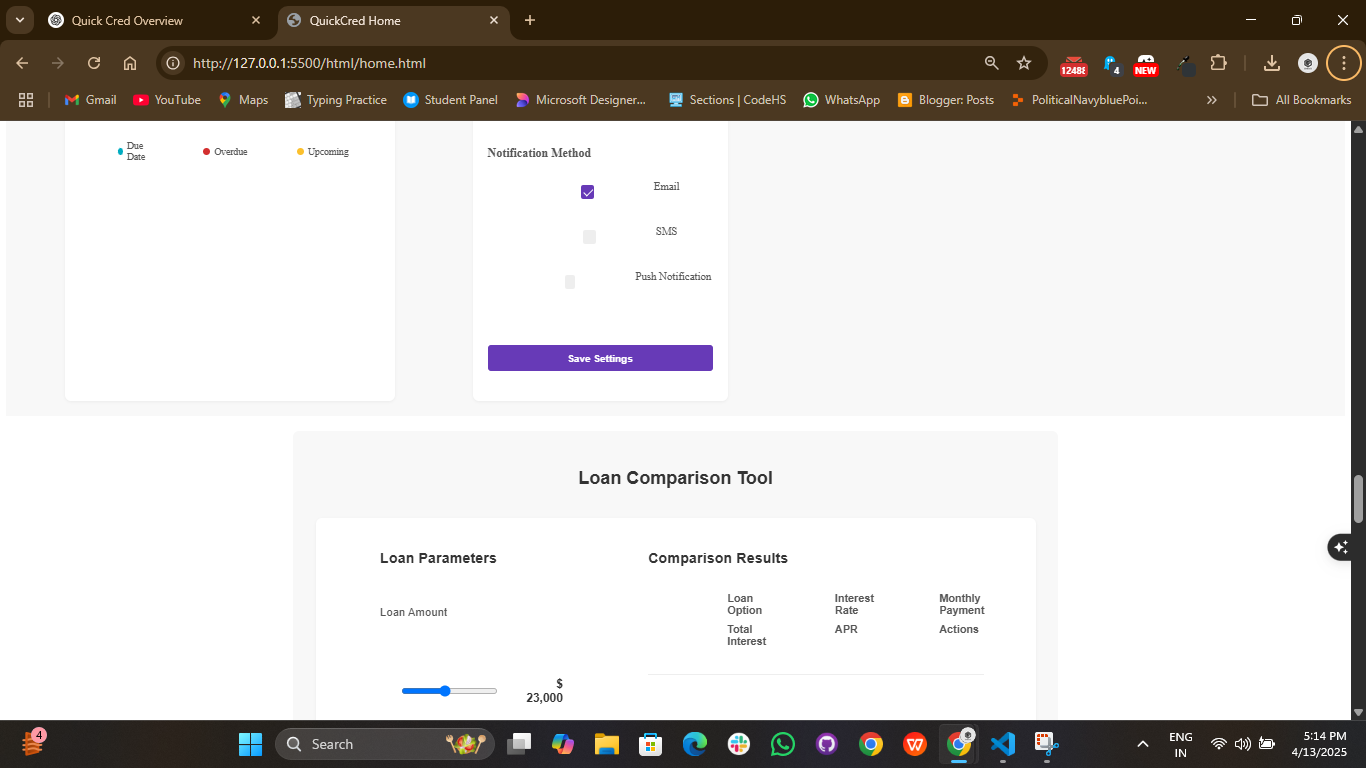 Quick Cred Overview
QuickCred Home
http://127.0.0.1:5500/html/home.html
12488
4
NEW
Gmail
YouTube
Maps
Typing Practice
Student Panel
Microsoft Designer...
Sections | CodeHS
WhatsApp
Blogger: Posts
PoliticalNavybluePoi...
»
All Bookmarks
Due
Date
Overdue
Upcoming
Notification Method
Email
SMS
Push Notification
Save Settings
Loan Comparison Tool
Loan Parameters
Loan Amount
$
23,000
Comparison Results
Loan
Option
Interest
Rate
Monthly
Payment
Total
Interest
APR
Actions
4
Search
ENG
IN
5:14 PM
4/13/2025